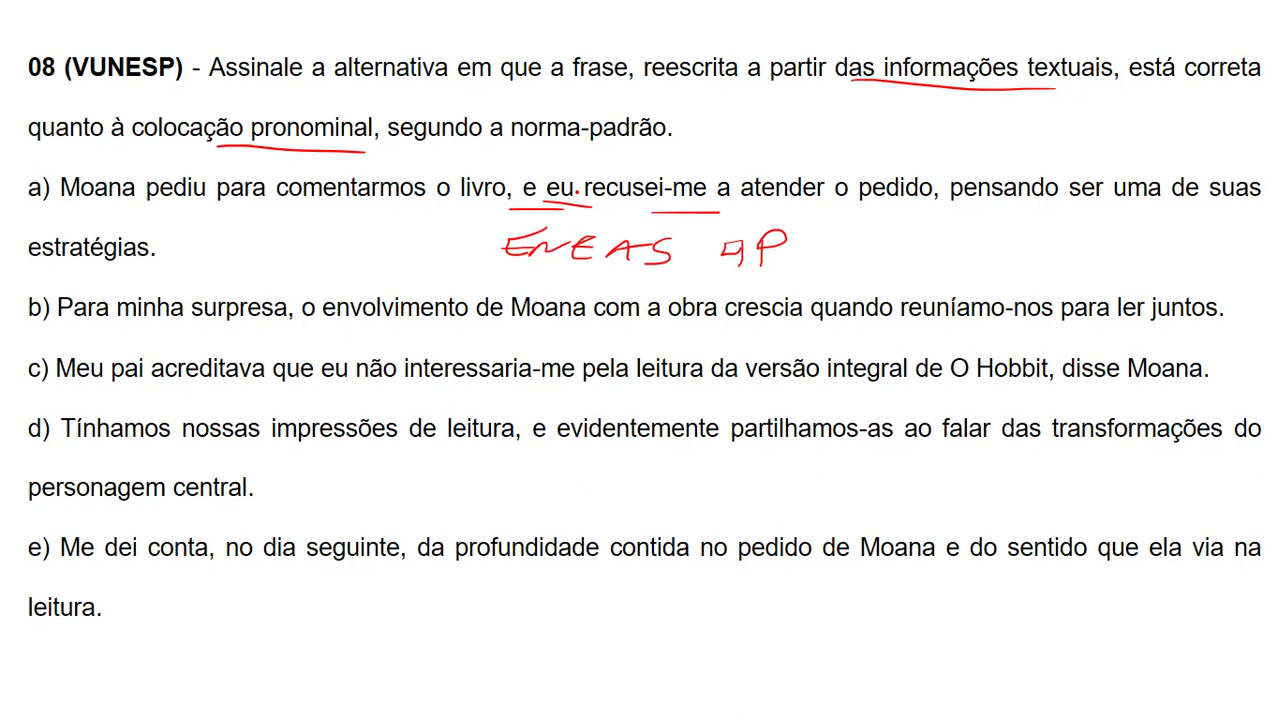 08 (VUNESP) - Assinale a alternativa em que a frase, reescrita a partir das informações textuais, está correta
quanto à colocação pronominal, segundo a norma-padrão.
a) Moana pediu para comentarmos o livro, e eu recusei-me a atender o pedido, pensando ser uma de suas
estratégias.
ENEAS
b) Para minha surpresa, o envolvimento de Moana com a obra crescia quando reuníamo-nos para ler juntos.
c) Meu pai acreditava que eu não interessaria-me pela leitura da versão integral de O Hobbit, disse Moana.
d) Tínhamos nossas impressões de leitura, e evidentemente partilhamos-as ao falar das transformações do
personagem central.
e) Me dei conta, no dia seguinte, da profundidade contida no pedido de Moana e do sentido que ela via na
leitura.